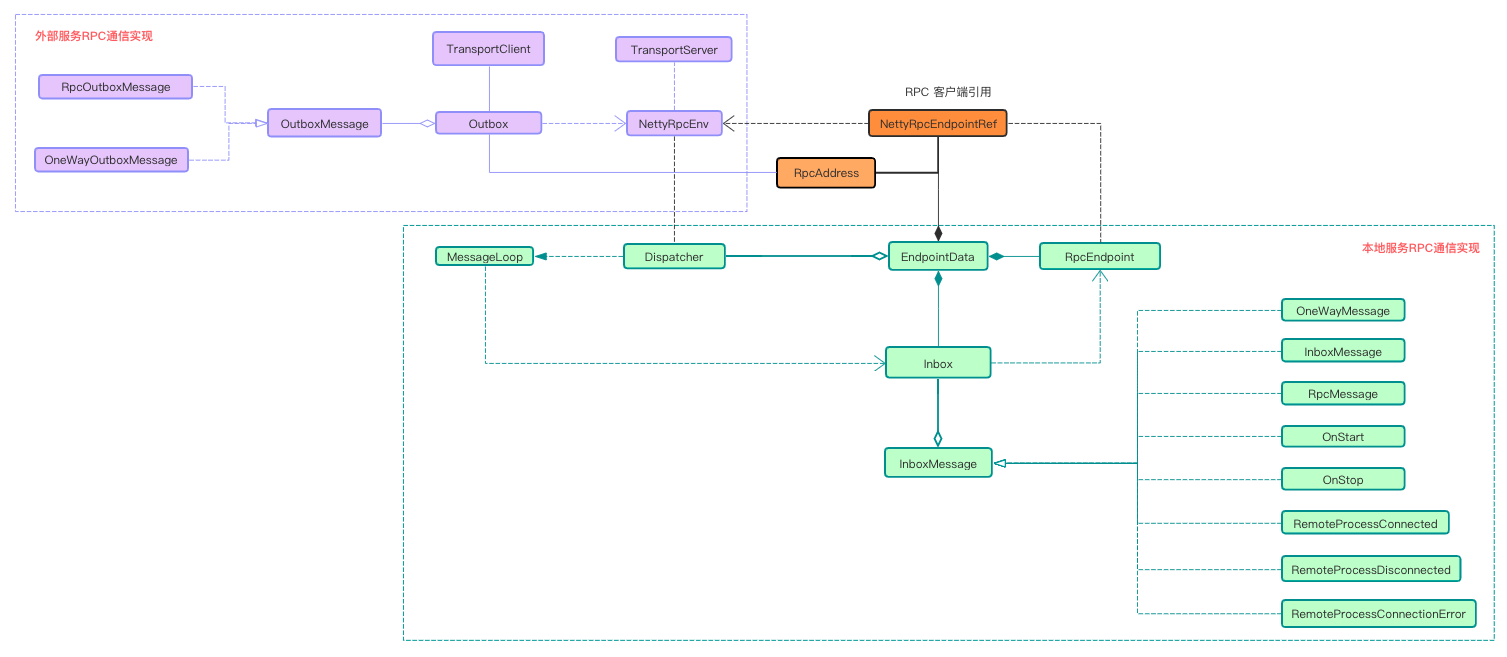 外部服务RPC通信实现
TransportClient
TransportServer
RpcOutboxMessage
RPC 客户端引用
OutboxMessage
Outbox
NettyRpcEnv
NettyRpcEndpointRef
OneWayOutboxMessage
RpcAddress
本地服务RPC通信实现
MessageLoop
Dispatcher
EndpointData
RpcEndpoint
OneWayMessage
InboxMessage
Inbox
RpcMessage
OnStart
InboxMessage
OnStop
RemoteProcessConnected
RemoteProcessDisconnected
RemoteProcessConnectionError